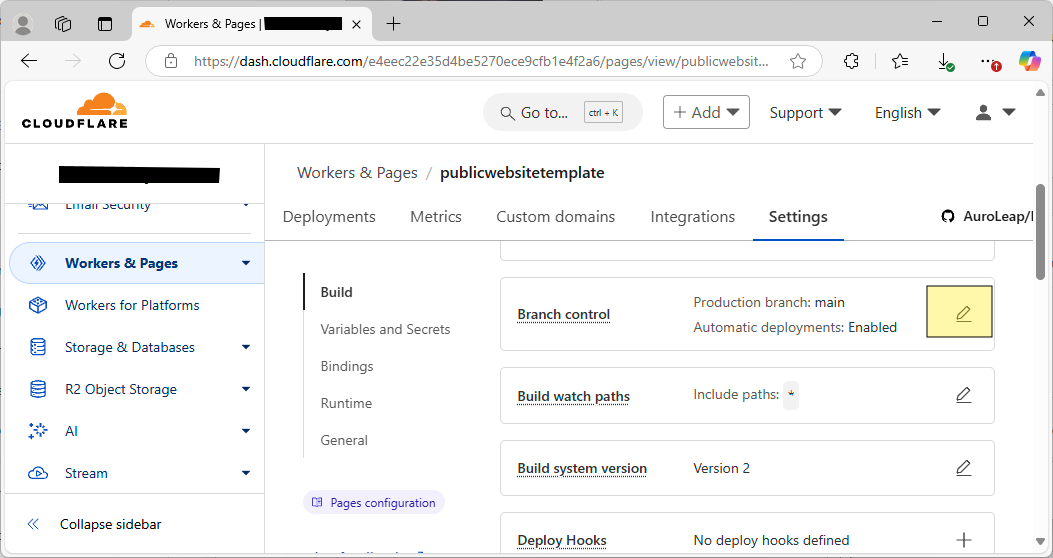 Workers & Pages |
https://dash.cloudflare.com/e4eec22e35d4be5270ece9cfb1e4f2a6/pages/view/publicwebsit...
CLOUDFLARE
Go to... ctrl + K
Add
Support
English
Email Security
Workers & Pages
Workers for Platforms
Storage & Databases
R2 Object Storage
AI
Stream
Collapse sidebar
Workers & Pages / publicwebsitetemplate
Deployments Metrics Custom domains Integrations Settings AuroLeap/
Build
Variables and Secrets
Bindings
Runtime
General
Pages configuration
Branch control
Production branch: main
Automatic deployments: Enabled
Build watch paths
Include paths: *
Build system version
Version 2
Deploy Hooks
No deploy hooks defined